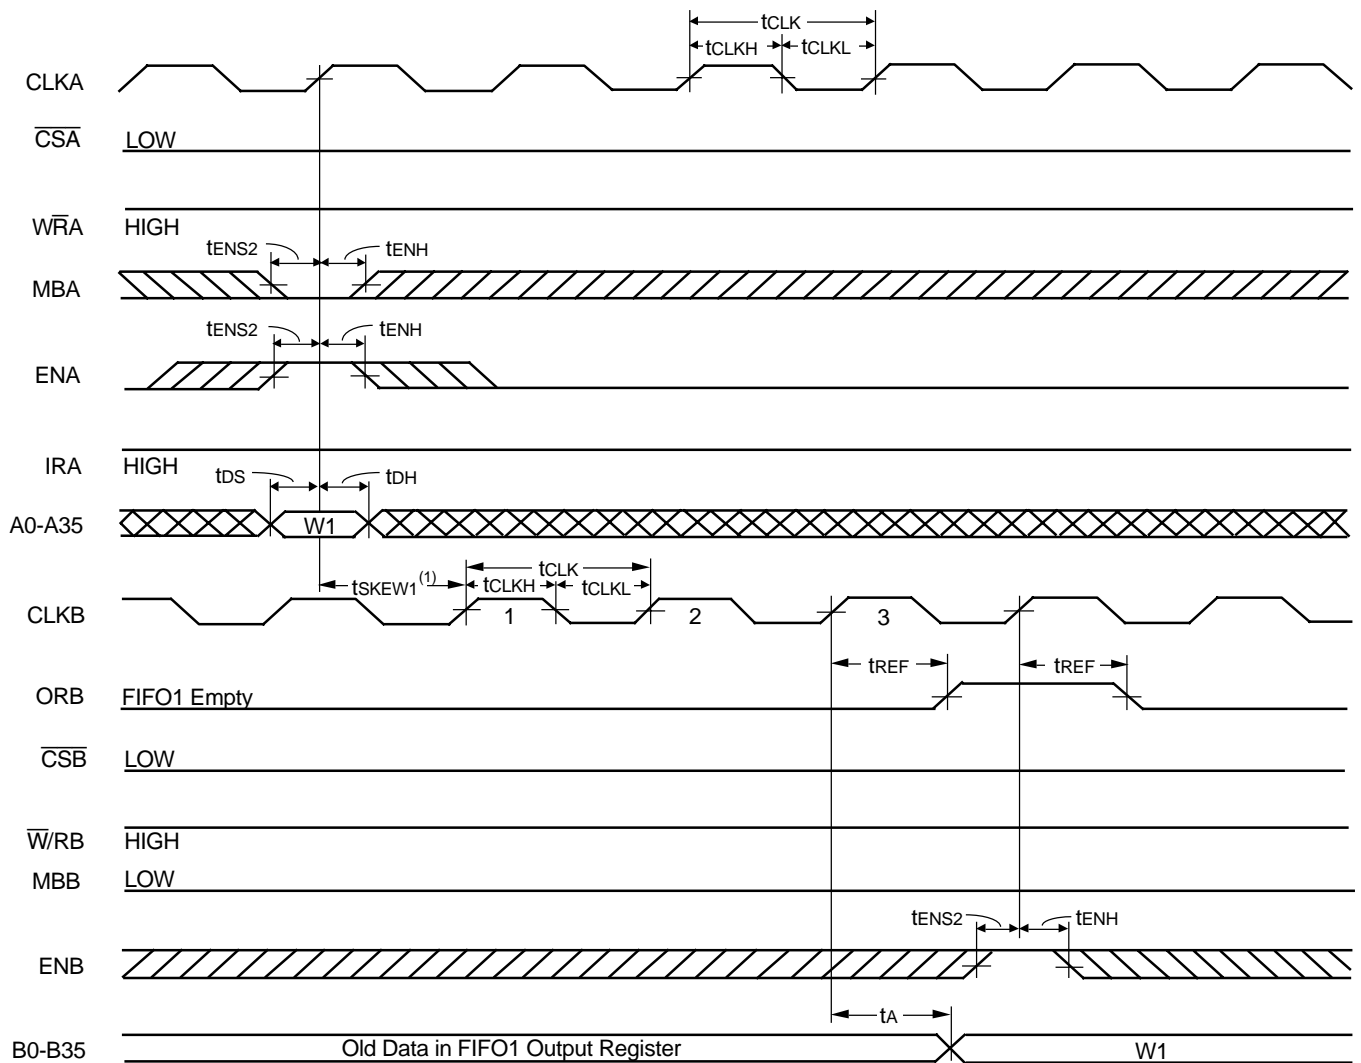 tCLK
tCLKH tCLKL
CLKA
CSA LOW
WRA HIGH
tENS2 tENH
MBA
tENS2 tENH
ENA
IRA HIGH
tDS tDH
A0-A35 W1
tSKEW1(1) tCLK
tCLKH tCLKL
CLKB 1 2 3
tREF tREF
ORB FIFO1 Empty
CSB LOW
W/RB HIGH
MBB LOW
tENS2 tENH
ENB
tA
B0-B35 Old Data in FIFO1 Output Register W1